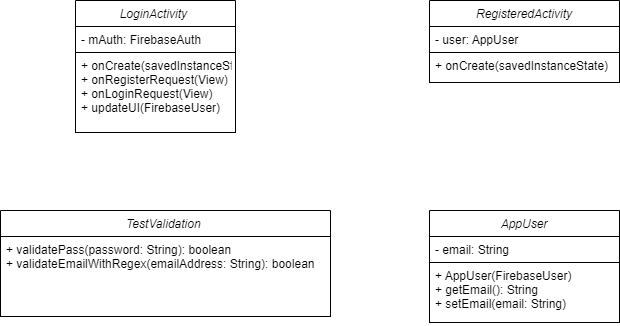 LoginActivity
- mAuth: FirebaseAuth
+ onCreate(savedInstanceSt
+ onRegisterRequest(View)
+ onLoginRequest(View)
+ updateUI(FirebaseUser)
RegisteredActivity
- user: AppUser
+ onCreate(savedInstanceState)
TestValidation
+ validatePass(password: String): boolean
+ validateEmailWithRegex(emailAddress: String): boolean
AppUser
- email: String
+ AppUser(FirebaseUser)
+ getEmail(): String
+ setEmail(email: String)